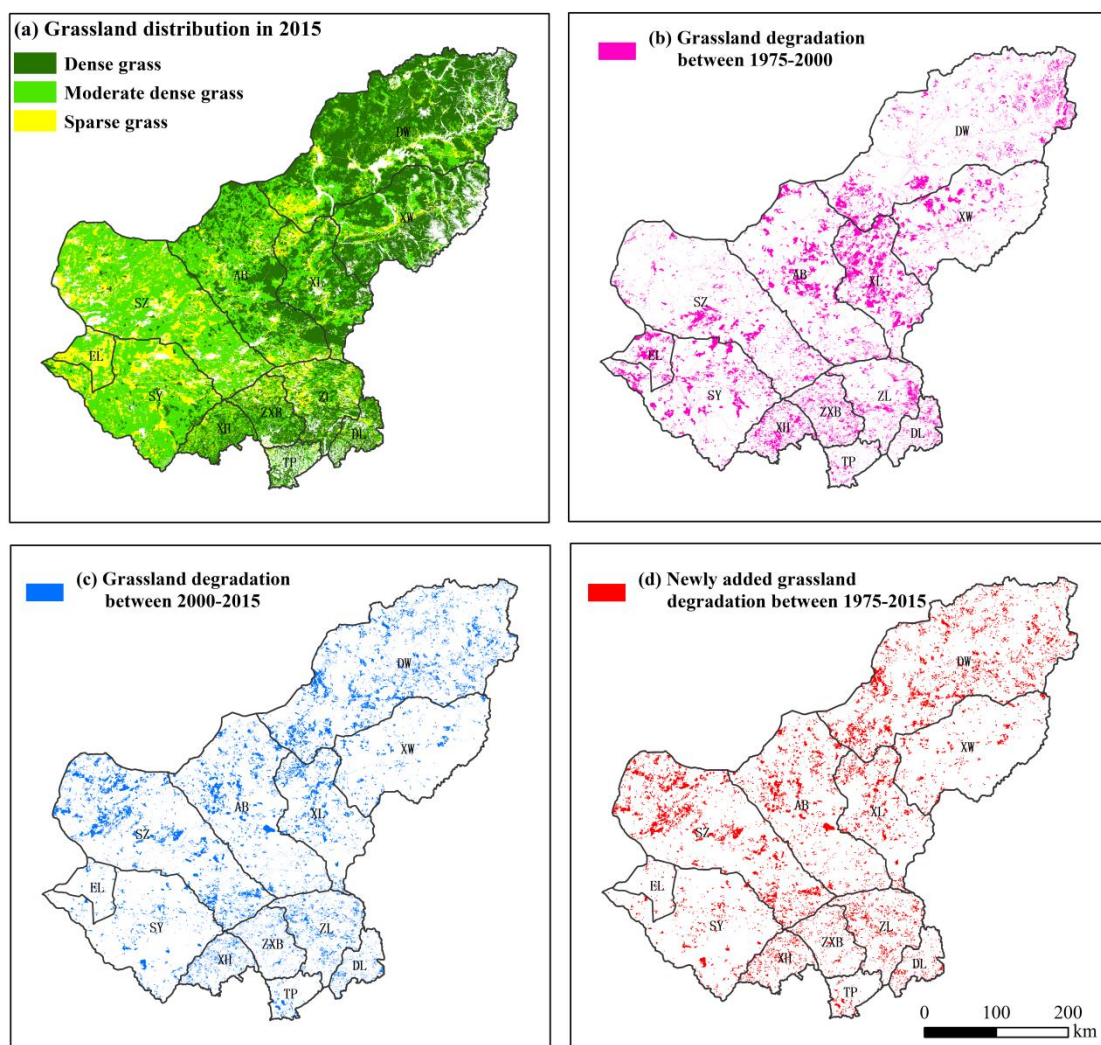 (a) Grassland distribution in 2015
Dense grass
Moderate dense grass
Sparse grass
DW
XW
AB
XL
SZ
EL
SY
ZL
ZXB
XH
DL
TP
(b) Grassland degradation
between 1975-2000
DW
XW
AB
XL
SZ
EL
SY
ZL
ZXB
XH
DL
TP
(c) Grassland degradation
between 2000-2015
DW
XW
AB
XL
SZ
EL
SY
ZL
ZXB
XH
DL
TP
(d) Newly added grassland
degradation between 1975-2015
DW
XW
AB
XL
SZ
EL
SY
ZL
ZXB
XH
DL
TP
0 100 200
km